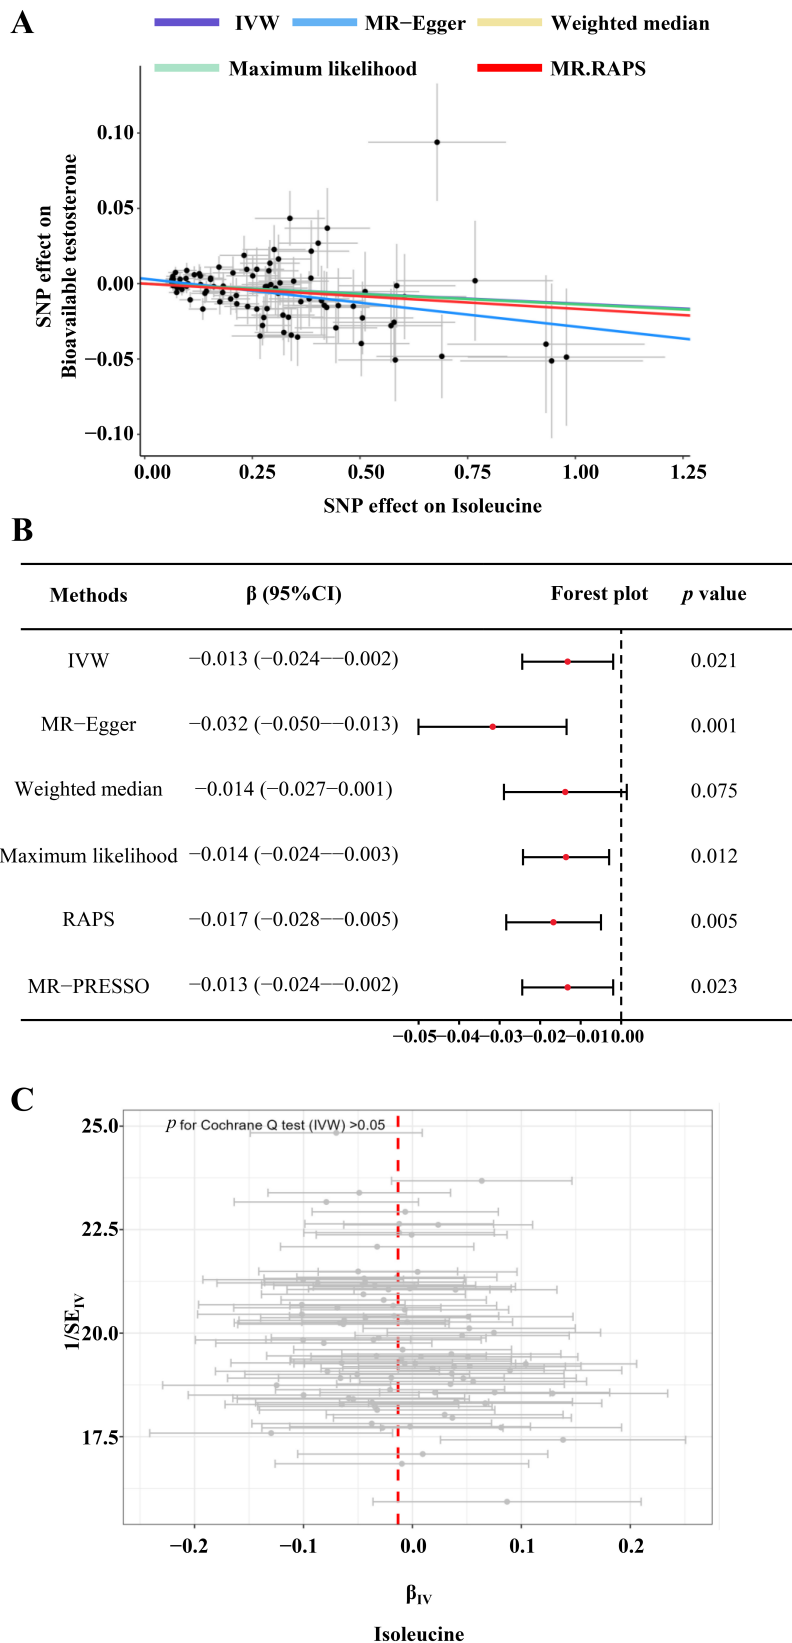 A
IVW MR−Egger Weighted median
Maximum likelihood MR.RAPS
SNP effect on
Bioavailable testosterone
0.10
0.05
0.00
−0.05
−0.10
0.00 0.25 0.50 0.75 1.00 1.25
SNP effect on Isoleucine
B
Methods β (95%CI) Forest plot p value
IVW −0.013 (−0.024−−0.002) 0.021
MR−Egger −0.032 (−0.050−−0.013) 0.001
Weighted median −0.014 (−0.027−0.001) 0.075
Maximum likelihood −0.014 (−0.024−−0.003) 0.012
RAPS −0.017 (−0.028−−0.005) 0.005
MR−PRESSO −0.013 (−0.024−−0.002) 0.023
−0.05−0.04−0.03−0.02−0.010.00
C
p for Cochrane Q test (IVW) >0.05
1/SEIV
25.0
22.5
20.0
17.5
−0.2 −0.1 0.0 0.1 0.2
βIV
Isoleucine